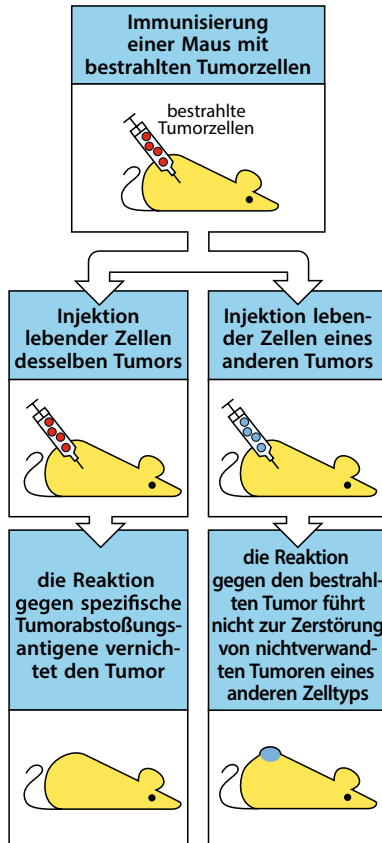 Immunisierung
einer Maus mit
bestrahlten Tumorzellen
bestrahlte
Tumorzellen
Injektion
lebender Zellen
desselben Tumors
Injektion leben-
der Zellen eines
anderen Tumors
die Reaktion
gegen spezifische
Tumorabstoßungs-
antigene vernich-
tet den Tumor
die Reaktion
gegen den bestrahl-
ten Tumor führt
nicht zur Zerstörung
von nichtverwand-
ten Tumoren eines
anderen Zelltyps